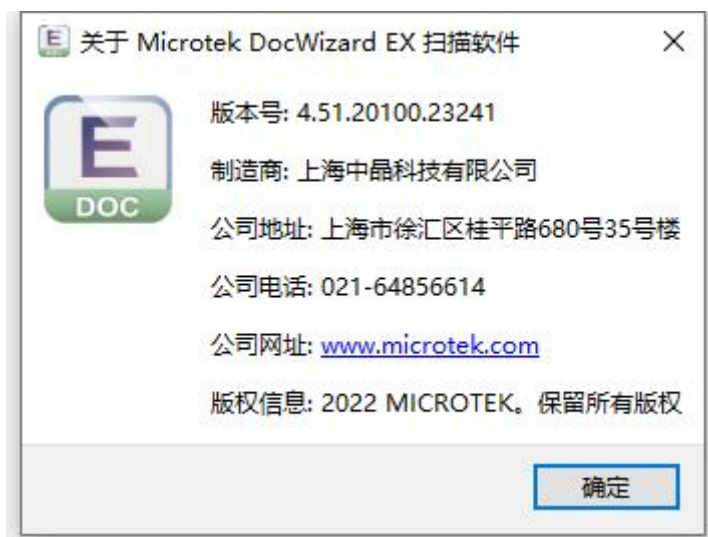 关于 Microtek DocWizard EX 扫描软件
E
DOC
版本号: 4.51.20100.23241
制造商: 上海中晶科技有限公司
公司地址: 上海市徐汇区桂平路680号35号楼
公司电话: 021-64856614
公司网址: www.microtek.com
版权信息: 2022 MICROTEK。保留所有版权
确定